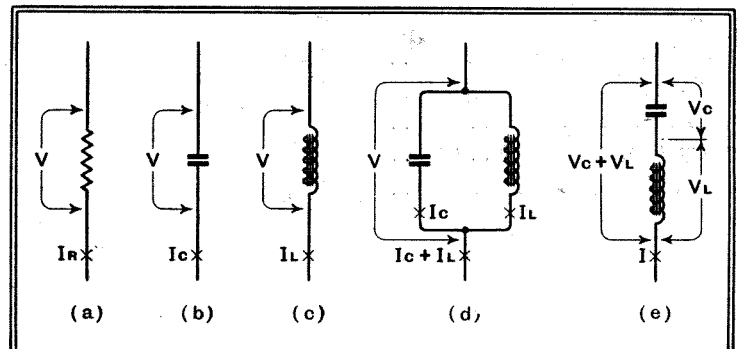 V
IR
(a)
V
IC
(b)
V
IL
(c)
V
IC
IL
IC + IL
(d,
VC + VL
VC
VL
I
(e)